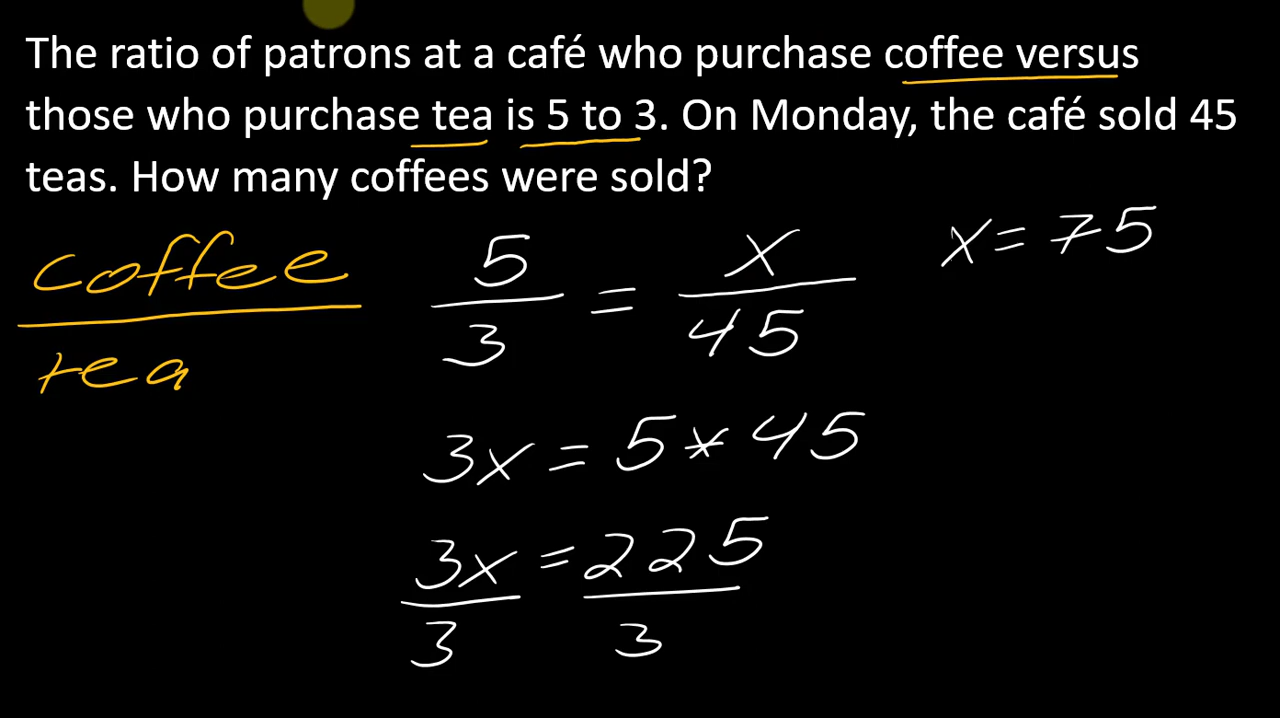 The ratio of patrons at a café who purchase coffee versus
those who purchase tea is 5 to 3. On Monday, the café sold 45
teas. How many coffees were sold?
coffee
tea
5
3
=
x
45
x = 75
3x = 5 * 45
3x = 225
3
3